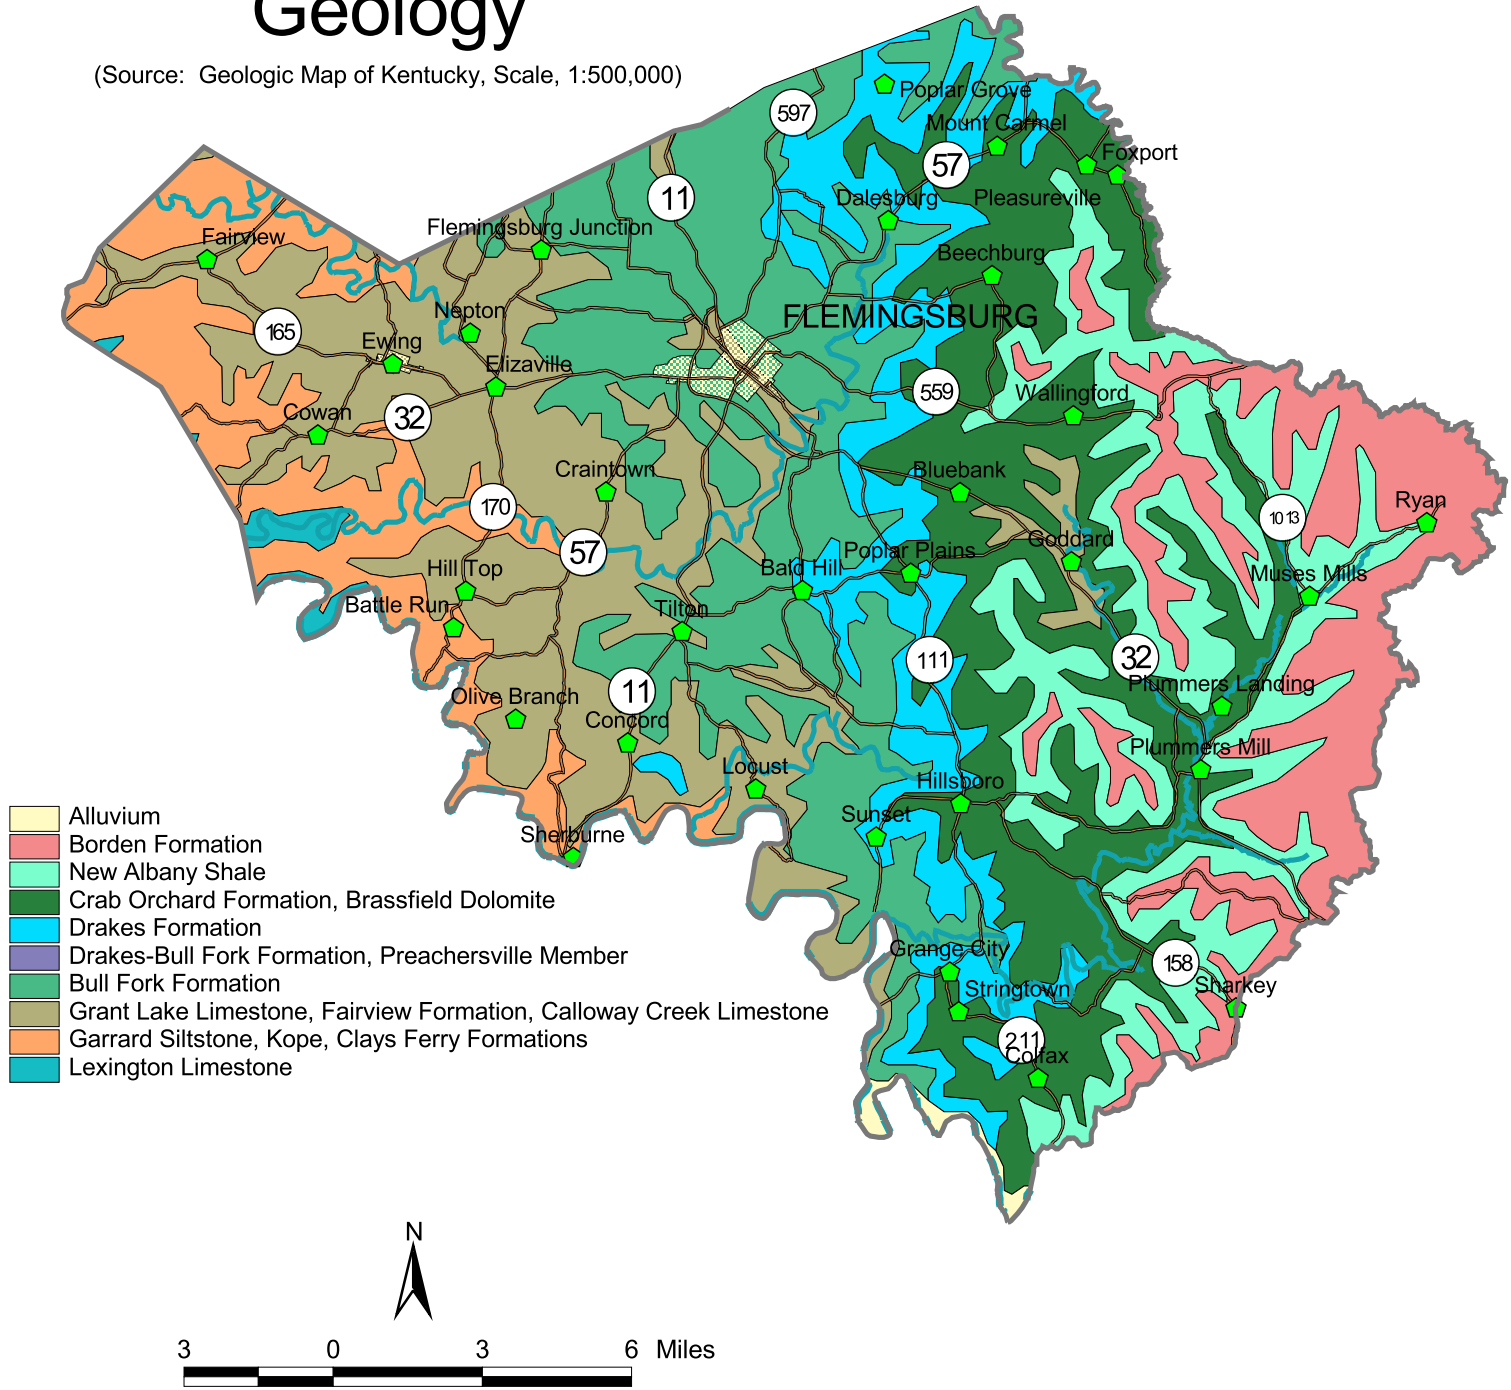 Geology
(Source:  Geologic Map of Kentucky, Scale, 1:500,000)
Poplar Grove
597
Mount Carmel
57
Foxport
11
Dalesburg
Pleasureville
Flemingsburg Junction
Fairview
Beechburg
Nepton
FLEMINGSBURG
165
Ewing
Elizaville
559
Wallingford
Cowan
32
Craintown
Bluebank
170
Ryan
1013
57
Poplar Plains
Goddard
Hill Top
Bald Hill
Muses Mills
Battle Run
Tilton
111
32
11
Plummers Landing
Olive Branch
Concord
Plummers Mill
Locust
Hillsboro
Sunset
Sherburne
Grange City
158
Stringtown
Sharkey
211
Colfax
Alluvium
Borden Formation
New Albany Shale
Crab Orchard Formation, Brassfield Dolomite
Drakes Formation
Drakes-Bull Fork Formation, Preachersville Member
Bull Fork Formation
Grant Lake Limestone, Fairview Formation, Calloway Creek Limestone
Garrard Siltstone, Kope, Clays Ferry Formations
Lexington Limestone
N
3 0 3 6 Miles